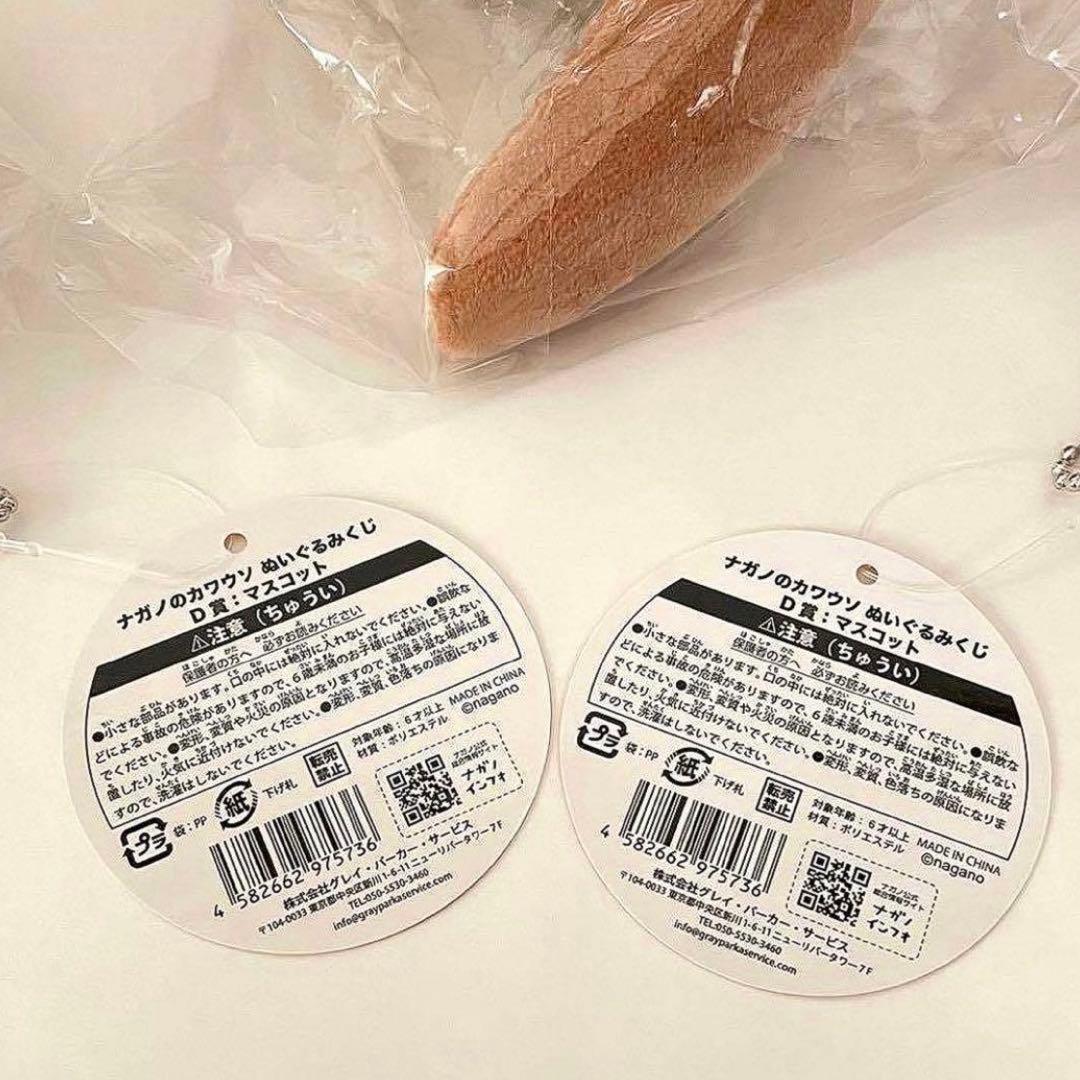 ナガノのカワウソ ぬいぐるみくじ
D賞：マスコット
⚠注意（ちゅうい）
保護者の方へ 必ずお読みください
●小さな部品があります。口の中には絶対に入れないでください。●誤飲な
どによる事故の危険がありますので、6歳未満のお子様には絶対に与えない
でください。●変形、変質や火災の原因となりますので、高温多湿な場所に放
置したり、火気に近付けないでください。●変形、変質、色落ちの原因になりま
すので、洗濯はしないでください。
プラ
袋：PP
紙
下げ札
転売
禁止
対象年齢：6才以上
材質：ポリエステル
MADE IN CHINA
©nagano
4 582662 975736
ナガノ公式
総合情報サイト
ナガノ
インフォ
株式会社グレイ・パーカー・サービス
〒104-0033 東京都中央区新川1-6-11ニューリバータワー7F
TEL:050-5530-3460
info@grayparkaservice.com
ナガノのカワウソ ぬいぐるみくじ
D賞：マスコット
⚠注意（ちゅうい）
保護者の方へ 必ずお読みください
●小さな部品があります。口の中には絶対に入れないでください。●誤飲な
どによる事故の危険がありますので、6歳未満のお子様には絶対に与えない
でください。●変形、変質や火災の原因となりますので、高温多湿な場所に放
置したり、火気に近付けないでください。●変形、変質、色落ちの原因になりま
すので、洗濯はしないでください。
プラ
袋：PP
紙
下げ札
転売
禁止
対象年齢：6才以上
材質：ポリエステル
MADE IN CHINA
©nagano
4 582662 975736
ナガノ公式
総合情報サイト
ナガノ
インフォ
株式会社グレイ・パーカー・サービス
〒104-0033 東京都中央区新川1-6-11ニューリバータワー7F
TEL:050-5530-3460
info@grayparkaservice.com